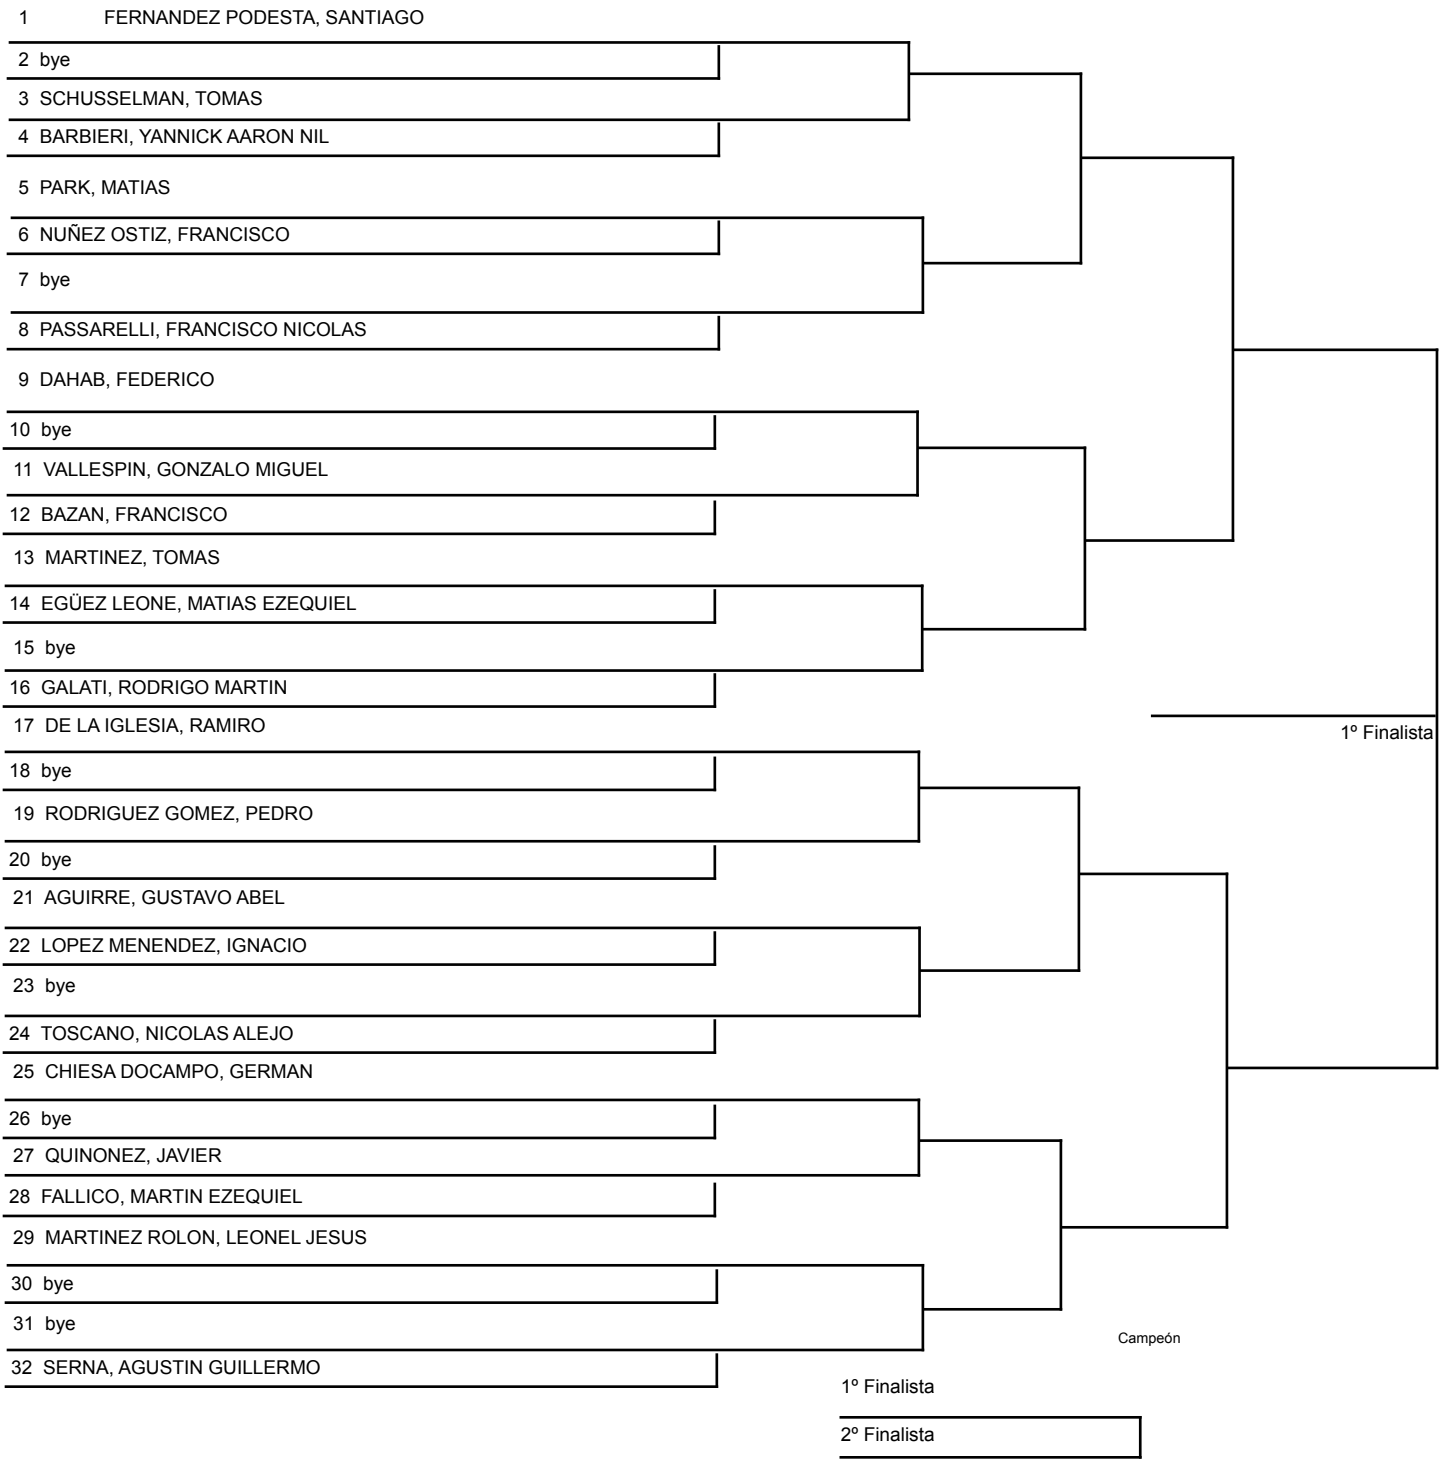 1 FERNANDEZ PODESTA, SANTIAGO
2 bye
3 SCHUSSELMAN, TOMAS
4 BARBIERI, YANNICK AARON NIL
5 PARK, MATIAS
6 NUÑEZ OSTIZ, FRANCISCO
7 bye
8 PASSARELLI, FRANCISCO NICOLAS
9 DAHAB, FEDERICO
10 bye
11 VALLESPIN, GONZALO MIGUEL
12 BAZAN, FRANCISCO
13 MARTINEZ, TOMAS
14 EGÜEZ LEONE, MATIAS EZEQUIEL
15 bye
16 GALATI, RODRIGO MARTIN
17 DE LA IGLESIA, RAMIRO
1º Finalista
18 bye
19 RODRIGUEZ GOMEZ, PEDRO
20 bye
21 AGUIRRE, GUSTAVO ABEL
22 LOPEZ MENENDEZ, IGNACIO
23 bye
24 TOSCANO, NICOLAS ALEJO
25 CHIESA DOCAMPO, GERMAN
26 bye
27 QUINONEZ, JAVIER
28 FALLICO, MARTIN EZEQUIEL
29 MARTINEZ ROLON, LEONEL JESUS
30 bye
31 bye
Campeón
32 SERNA, AGUSTIN GUILLERMO
1º Finalista
2º Finalista